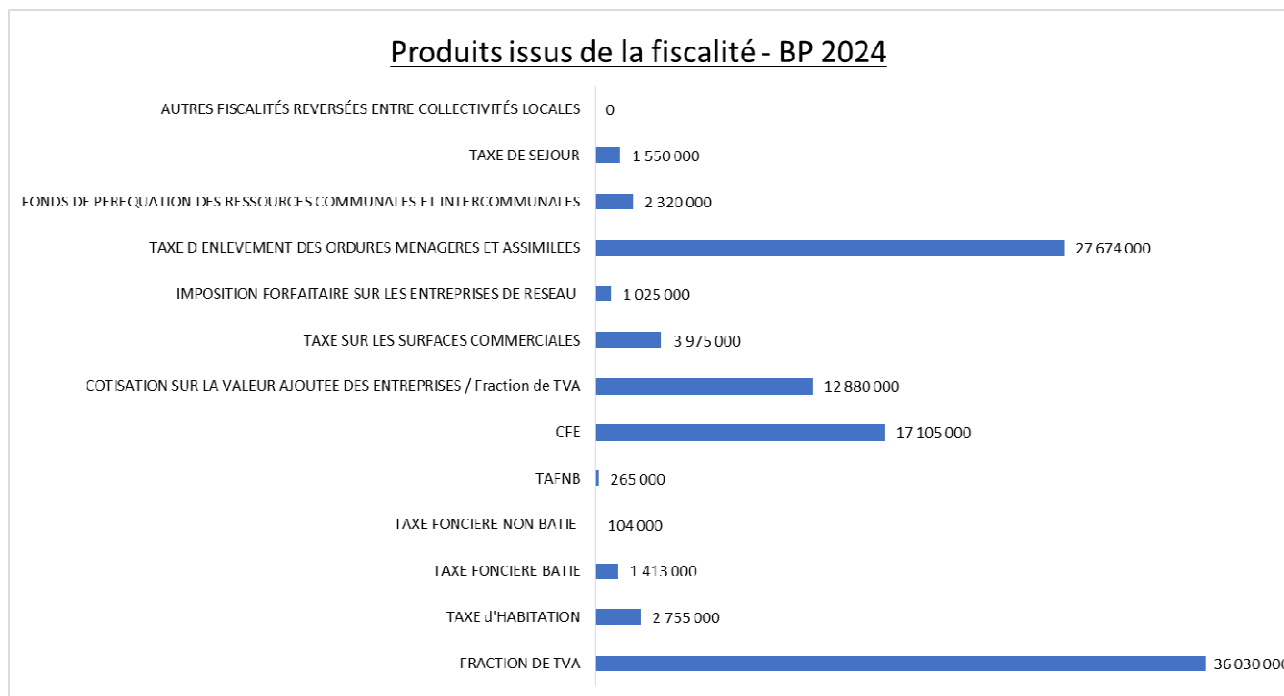 Produits issus de la fiscalité - BP 2024
AUTRES FISCALITÉS REVERSÉES ENTRE COLLECTIVITÉS LOCALES 0
TAXE DE SEJOUR 1 550 000
FONDS DE PEREQUATION DES RESSOURCES COMMUNALES ET INTERCOMMUNALES 2 320 000
TAXE D ENLEVEMENT DES ORDURES MENAGERES ET ASSIMILEES 27 674 000
IMPOSITION FORFAITAIRE SUR LES ENTREPRISES DE RESEAU 1 025 000
TAXE SUR LES SURFACES COMMERCIALES 3 975 000
COTISATION SUR LA VALEUR AJOUTEE DES ENTREPRISES / Fraction de TVA 12 880 000
CFE 17 105 000
TAFNB 265 000
TAXE FONCIERE NON BATIE 104 000
TAXE FONCIERE BATIE 1 413 000
TAXE d'HABITATION 2 755 000
FRACTION DE TVA 36 030 000